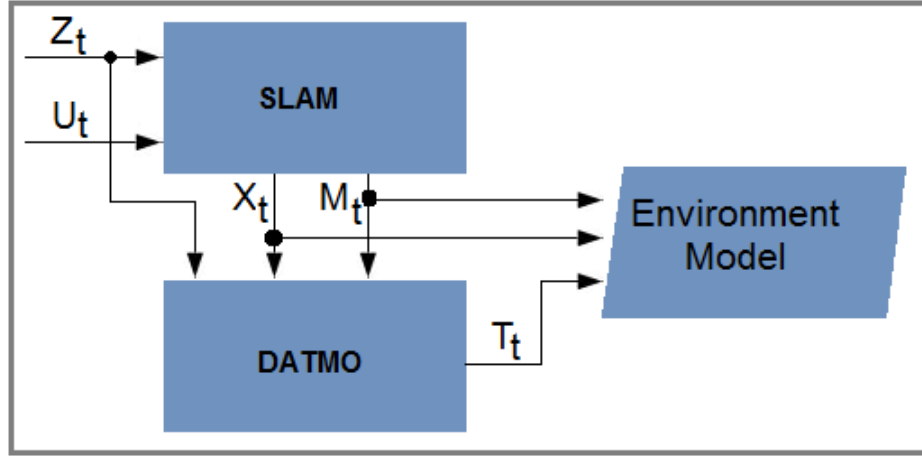 Zt
SLAM
Ut
Xt
Mt
Environment
Model
Tt
DATMO